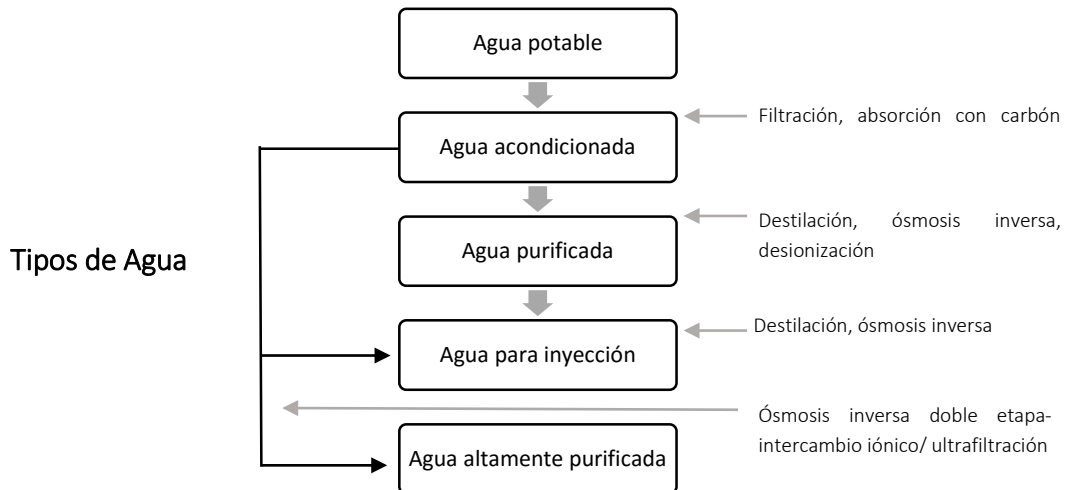 Agua potable
Filtración, absorción con carbón
Agua acondicionada
Destilación, ósmosis inversa,
desionización
Agua purificada
Tipos de Agua
Destilación, ósmosis inversa
Agua para inyección
Ósmosis inversa doble etapa-
intercambio iónico/ ultrafiltración
Agua altamente purificada